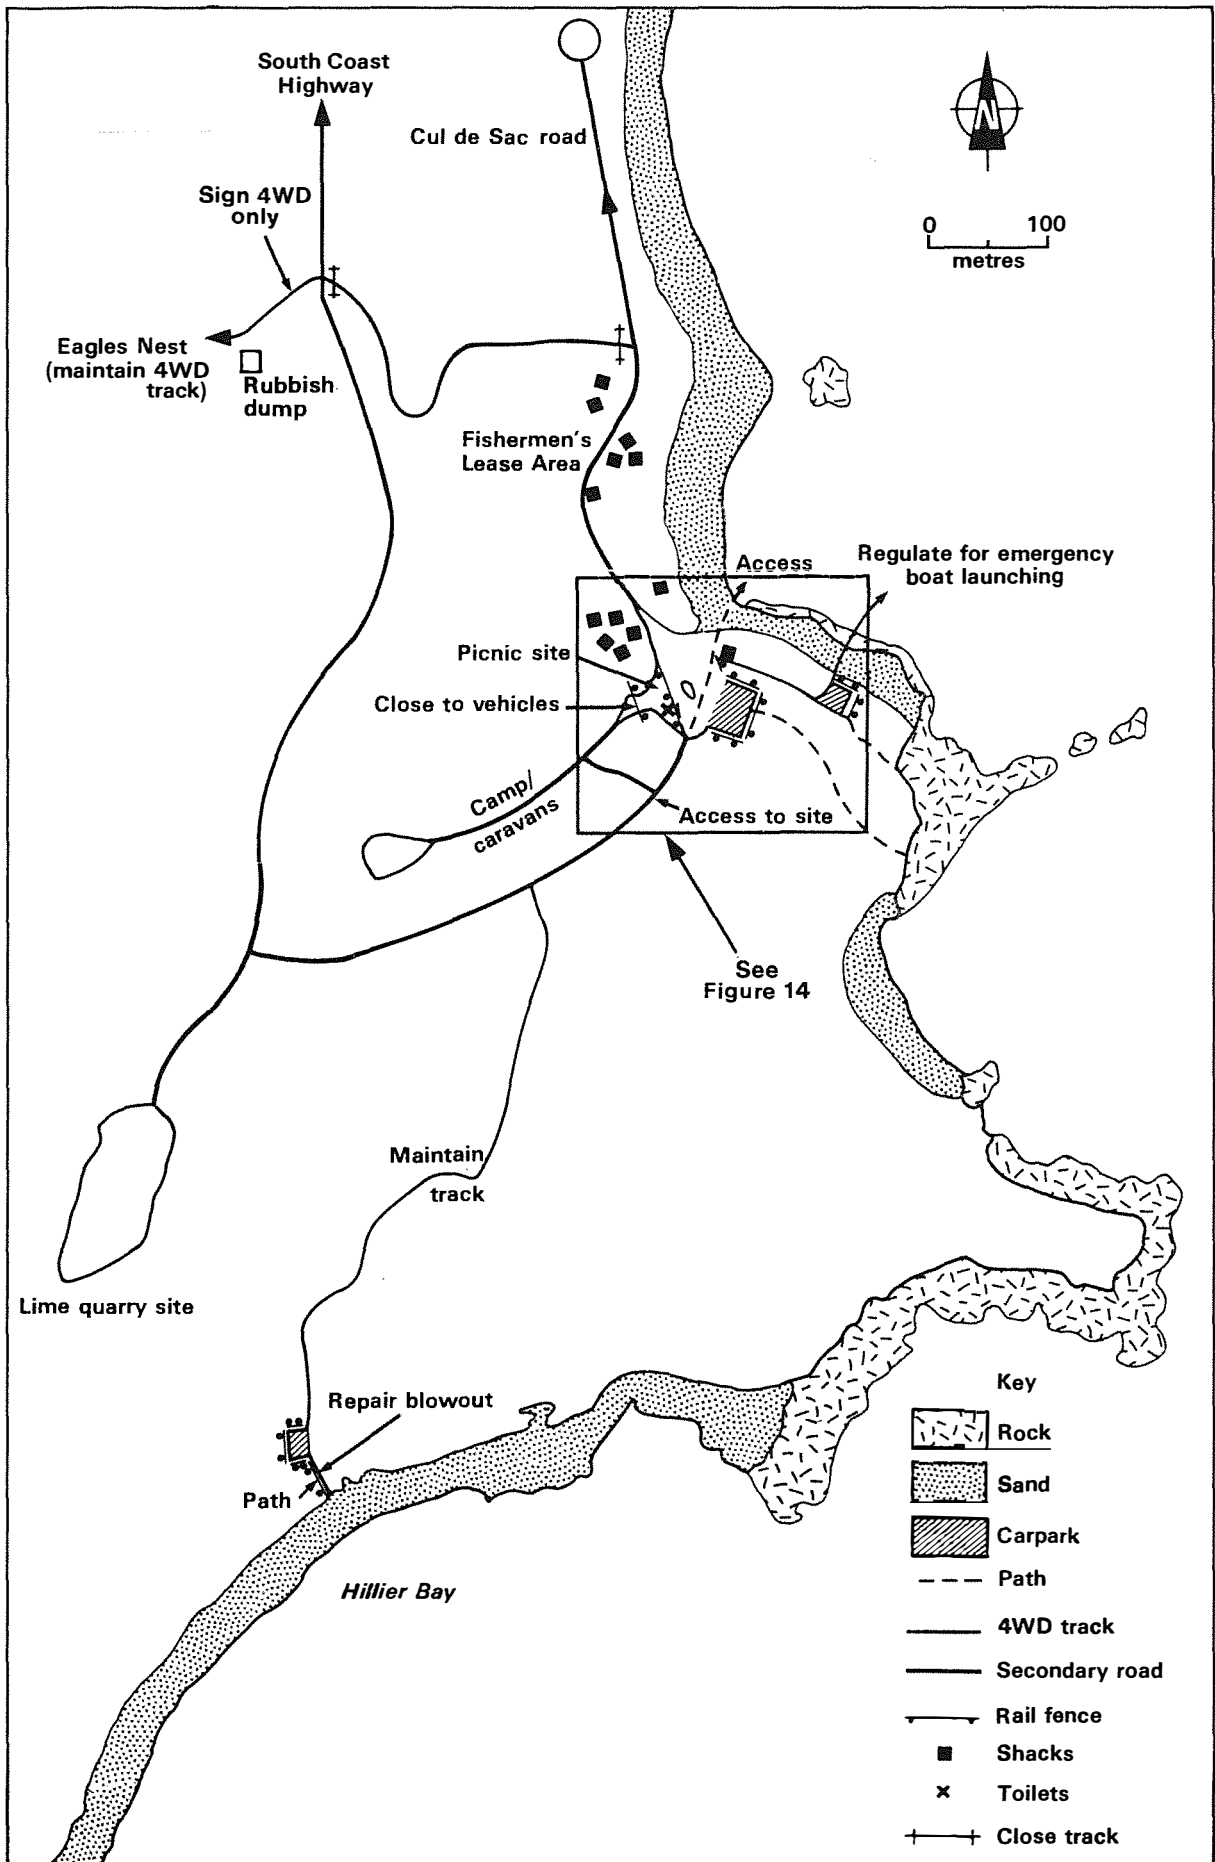 South Coast
Highway
Cul de Sac road
N
0 100
metres
Sign 4WD
only
Eagles Nest
(maintain 4WD
track)
Rubbish
dump
Fishermen's
Lease Area
Access
Regulate for emergency
boat launching
Picnic site
Close to vehicles
Camp/
caravans
Access to site
See
Figure 14
Maintain
track
Lime quarry site
Repair blowout
Path
Hillier Bay
Key
Rock
Sand
Carpark
Path
4WD track
Secondary road
Rail fence
Shacks
Toilets
Close track